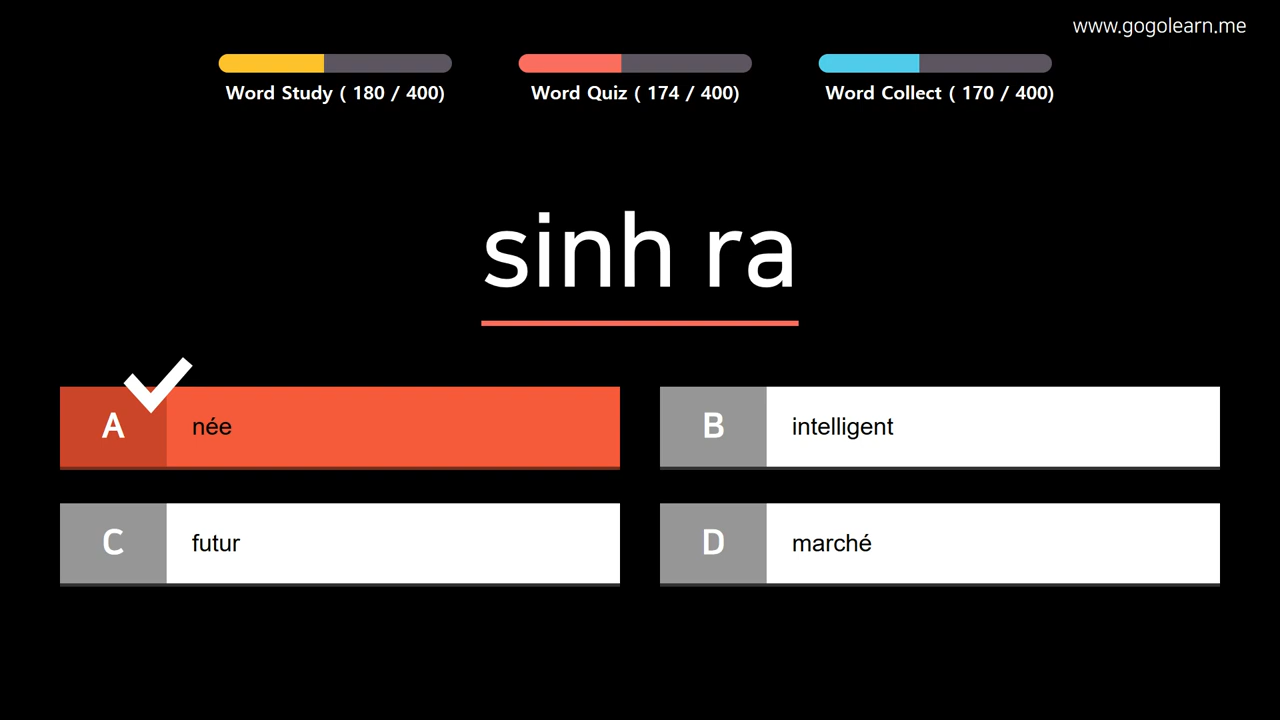 www.gogolearn.me
Word Study ( 180 / 400)
Word Quiz ( 174 / 400)
Word Collect ( 170 / 400)
sinh ra
A
née
B
intelligent
C
futur
D
marché